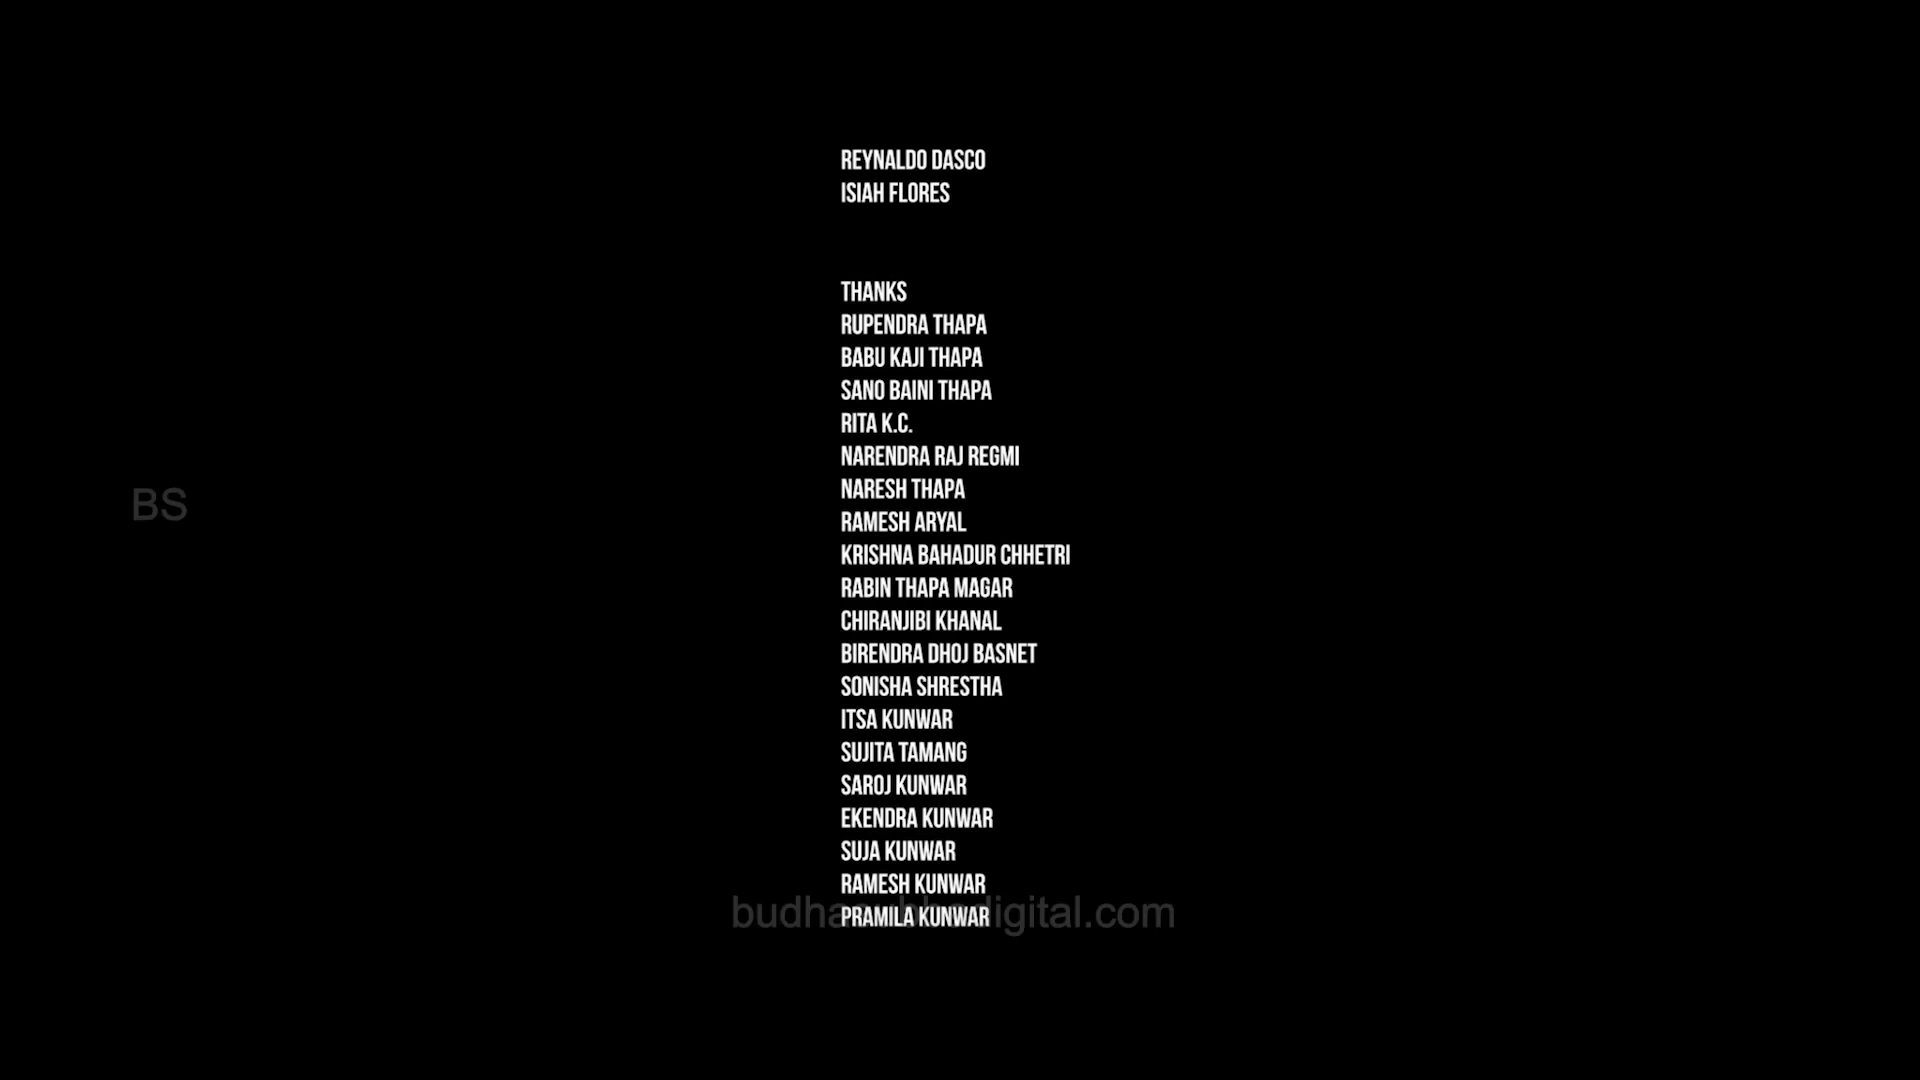 REYNALDO DASCO
ISIAH FLORES
THANKS
RUPENDRA THAPA
BABU KAJI THAPA
SANO BAINI THAPA
RITA K.C.
NARENDRA RAJ REGMI
NARESH THAPA
BS
RAMESH ARYAL
KRISHNA BAHADUR CHHETRI
RABIN THAPA MAGAR
CHIRANJIBI KHANAL
BIRENDRA DHOJ BASNET
SONISHA SHRESTHA
ITSA KUNWAR
SUJITA TAMANG
SAROJ KUNWAR
EKENDRA KUNWAR
SUJA KUNWAR
RAMESH KUNWAR
PRAMILA KUNWAR